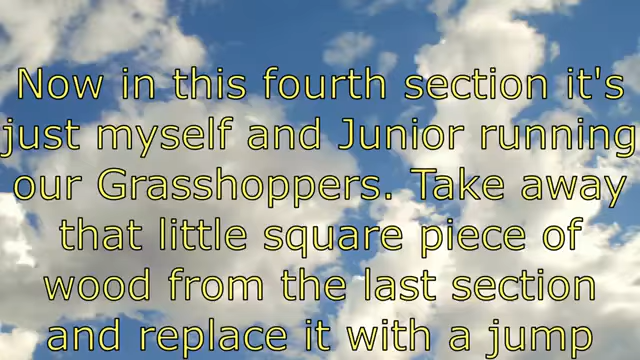 Now in this fourth section it's
just myself and Junior running
our Grasshoppers. Take away
that little square piece of
wood from the last section
and replace it with a jump